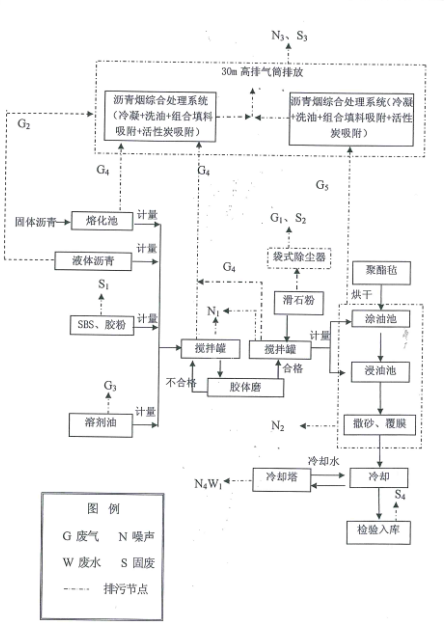 N₃、S₃
30m 高排气筒排放
沥青烟综合处理系统
(冷凝+洗油+组合填料
吸附+活性炭吸附)
沥青烟综合处理系统(冷凝
+洗油+组合填料吸附+活性
炭吸附)
G₂
G₄
G₄
G₅
固体沥青
熔化池
计量
G₁、S₂
液体沥青
计量
袋式除尘器
聚酯毡
S₁
G₄
滑石粉
烘干
SBS、胶粉
计量
N₁
计量
涂油池
搅拌罐
搅拌罐
不合格
合格
浸油池
胶体磨
G₃
溶剂油
计量
N₂
撒砂、覆膜
冷却水
N₄W₁
冷却塔
冷却
S₄
检验入库
图 例
G 废气 N 噪声
W 废水 S 固废
排污节点